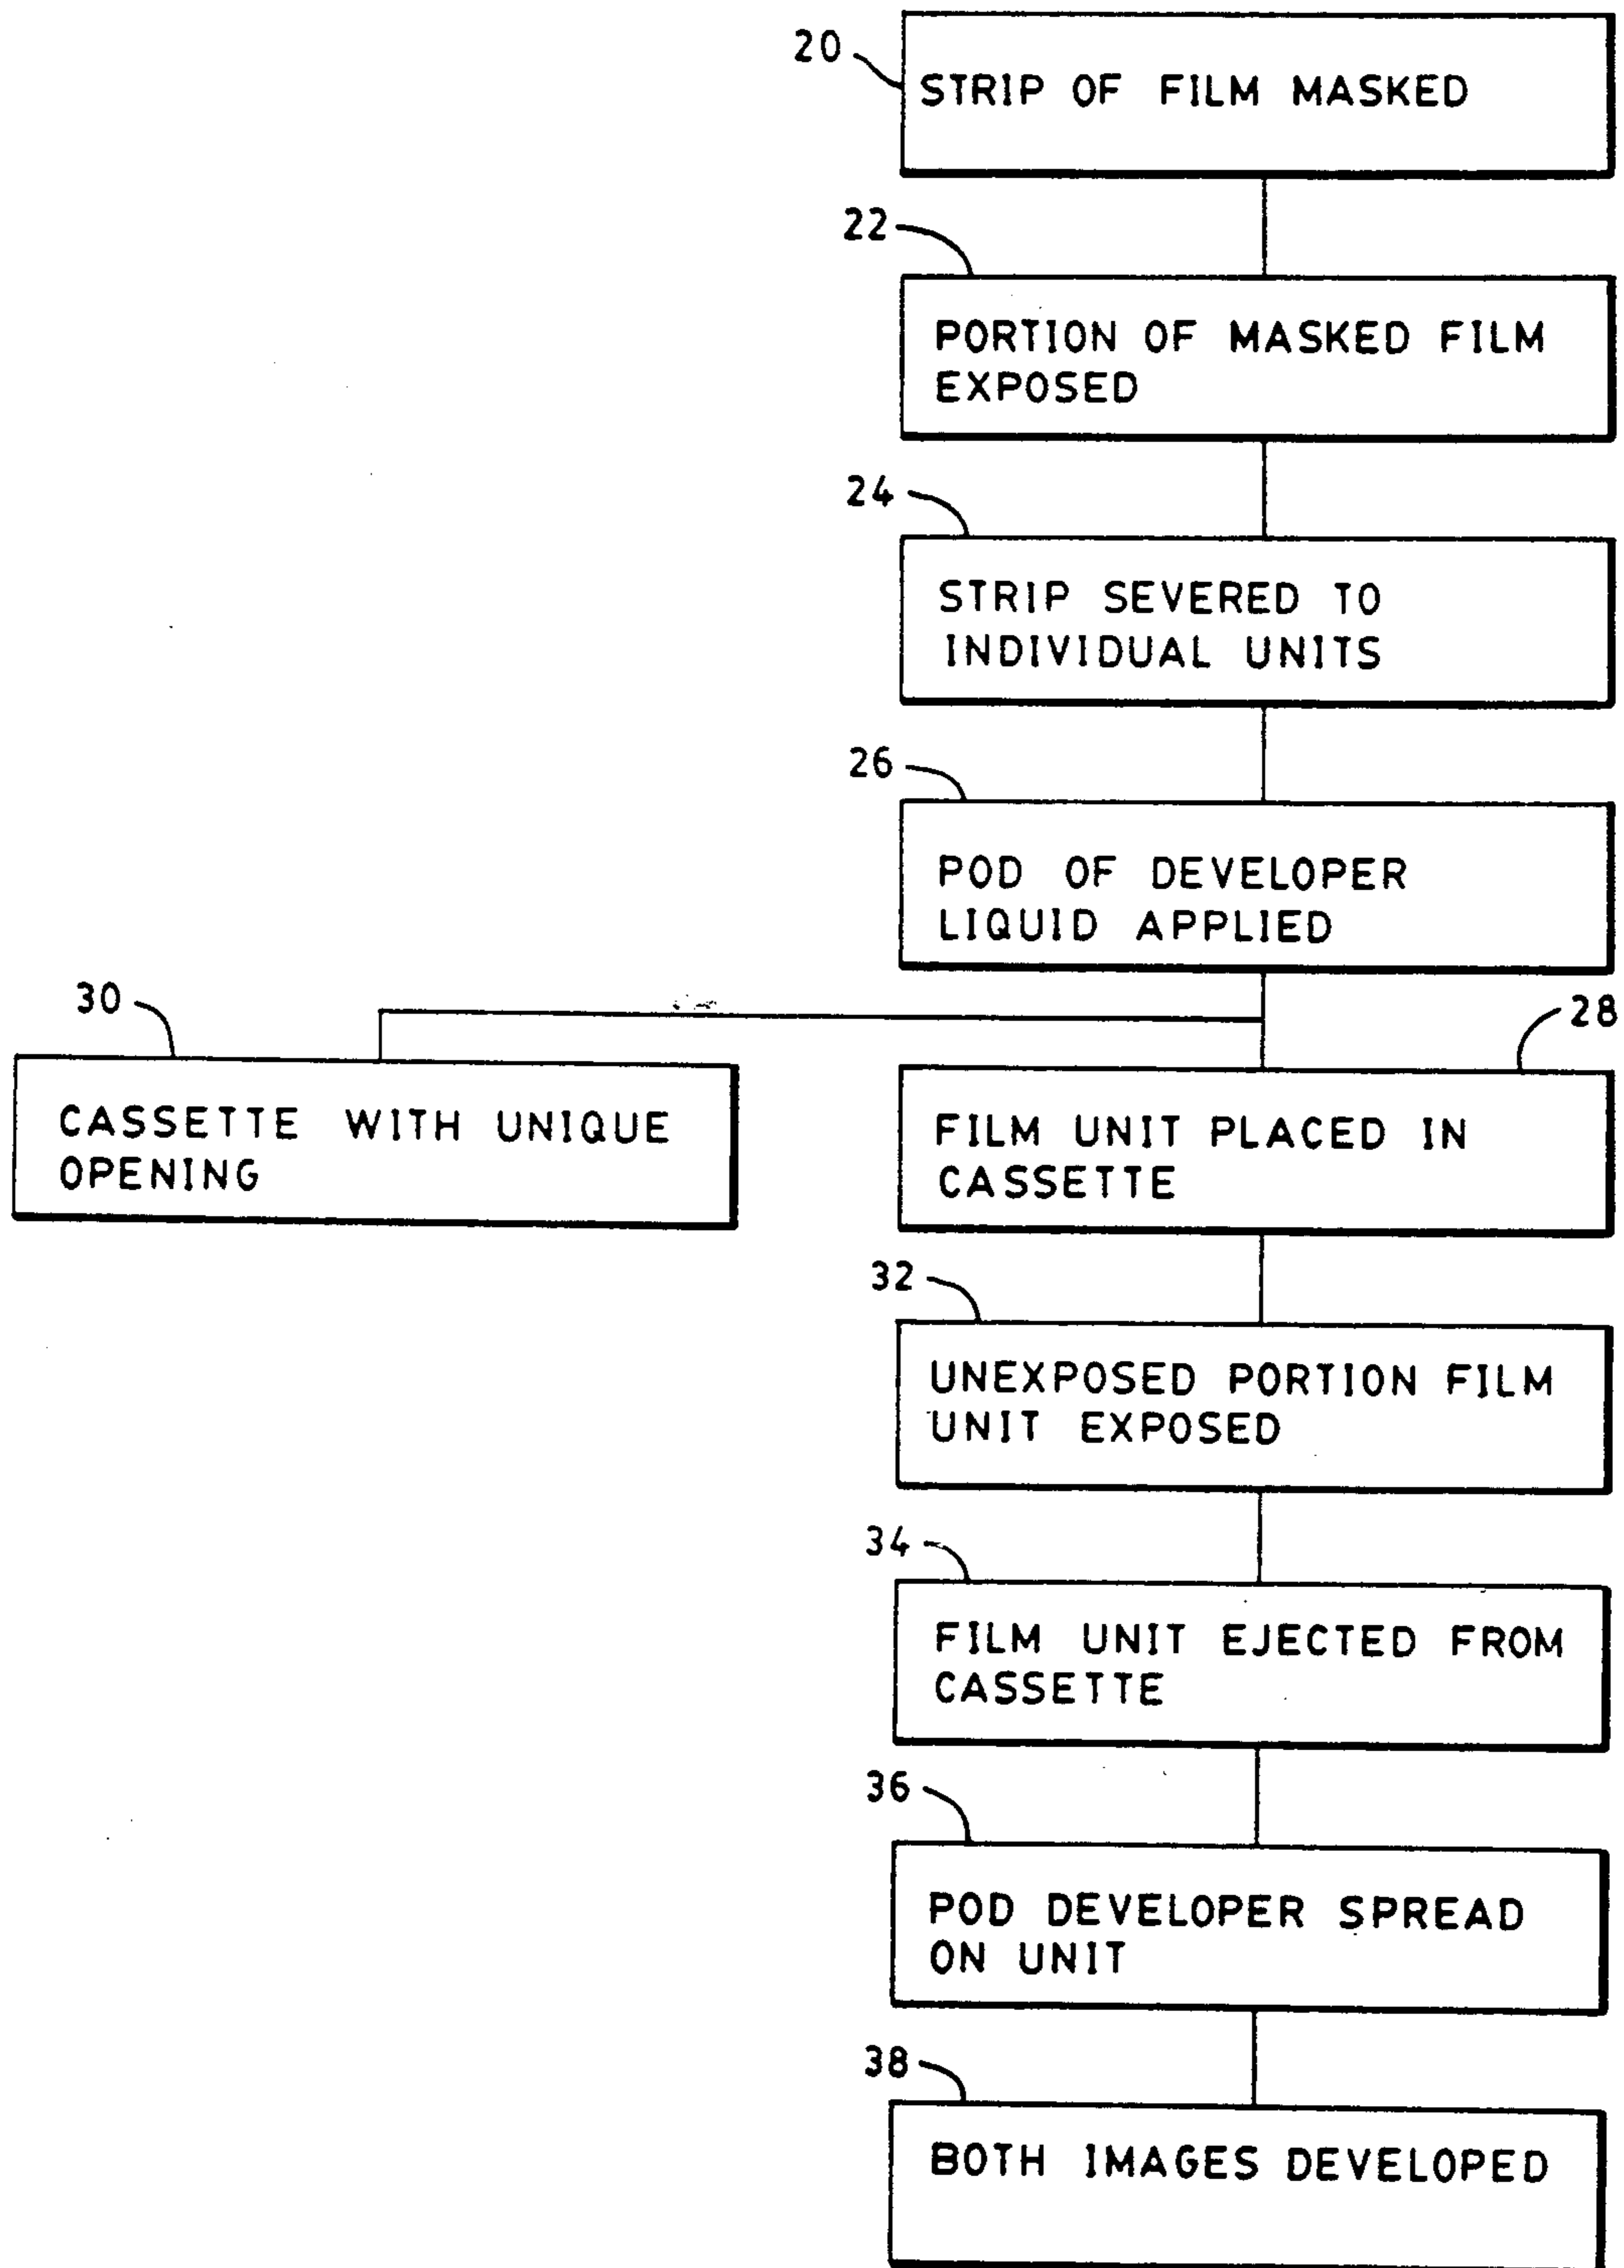 20
STRIP OF FILM MASKED
22
PORTION OF MASKED FILM
EXPOSED
24
STRIP SEVERED TO
INDIVIDUAL UNITS
26
POD OF DEVELOPER
LIQUID APPLIED
30
CASSETTE WITH UNIQUE
OPENING
28
FILM UNIT PLACED IN
CASSETTE
32
UNEXPOSED PORTION FILM
UNIT EXPOSED
34
FILM UNIT EJECTED FROM
CASSETTE
36
POD DEVELOPER SPREAD
ON UNIT
38
BOTH IMAGES DEVELOPED